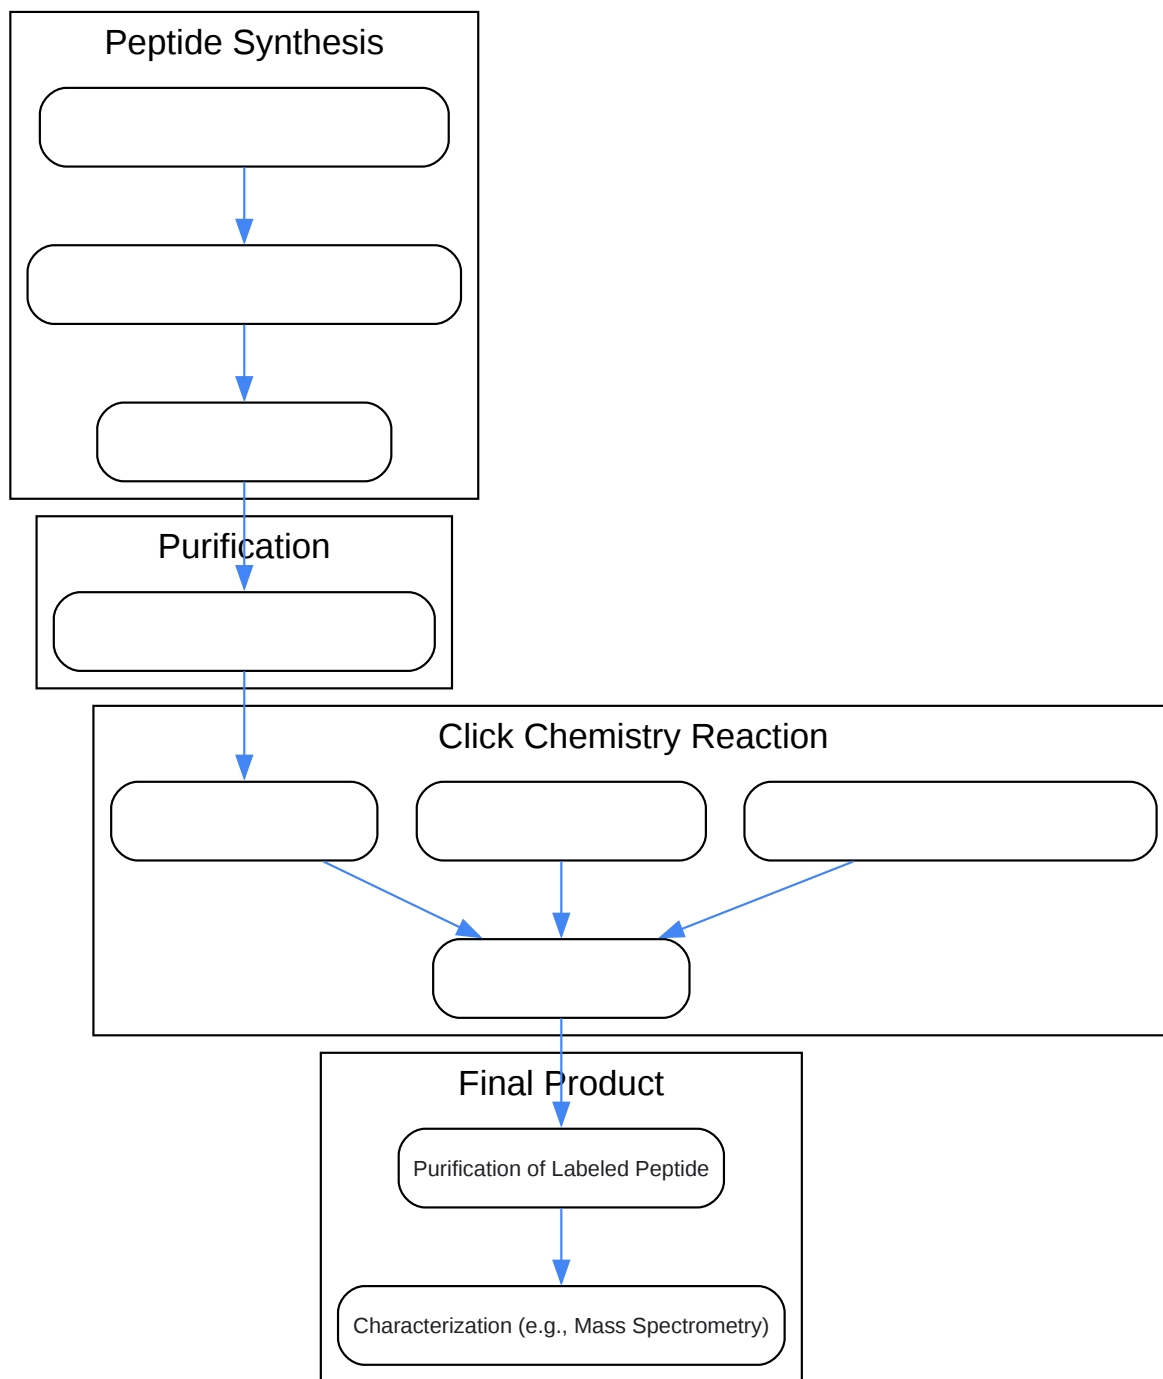 Peptide Synthesis
Purification
Click Chemistry Reaction
Final Product
Purification of Labeled Peptide
Characterization (e.g., Mass Spectrometry)